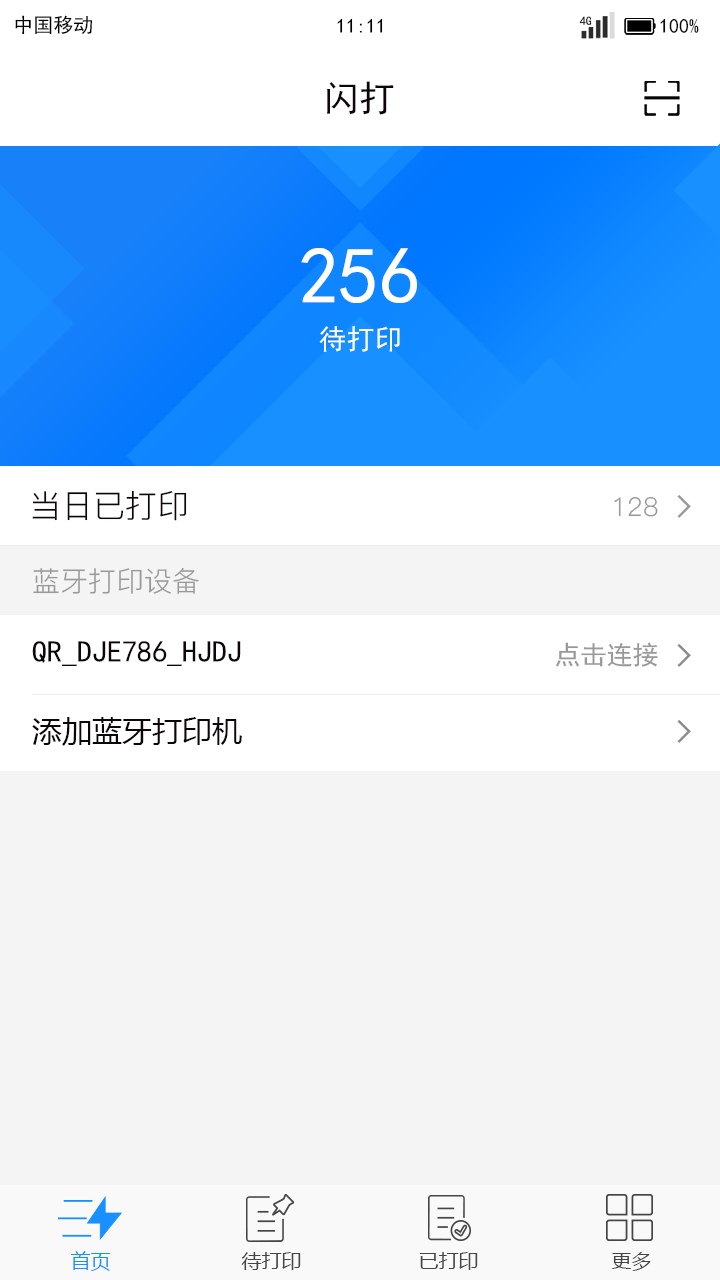 中国移动 11:11 4G 100%
闪打
256
待打印
当日已打印 128
蓝牙打印设备
QR_DJE786_HJDJ 点击连接
添加蓝牙打印机
首页 待打印 已打印 更多